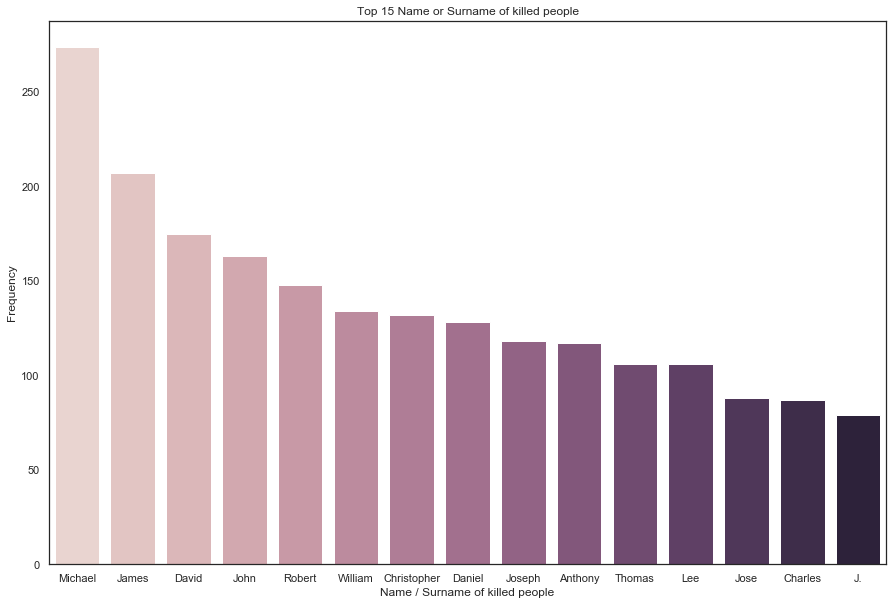 Top 15 Name or Surname of killed people
Frequency
250
200
150
100
50
0
Michael James David John Robert William Christopher Daniel Joseph Anthony Thomas Lee Jose Charles J.
Name / Surname of killed people